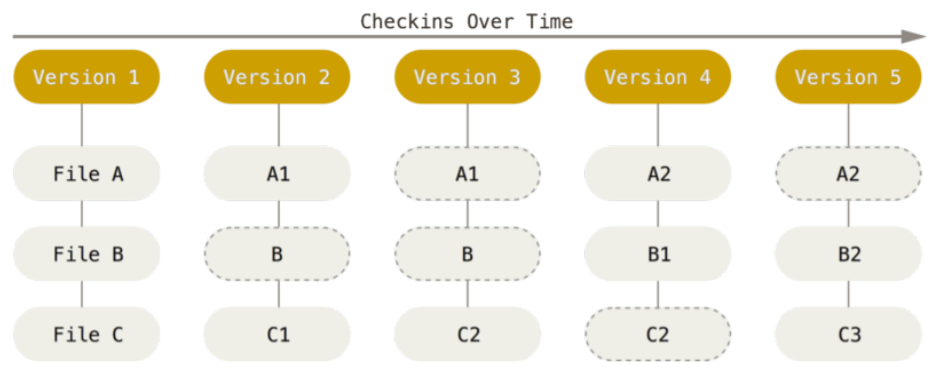 Checkins Over Time
Version 1 Version 2 Version 3 Version 4 Version 5
File A A1 A1 A2 A2
File B B B B1 B2
File C C1 C2 C2 C3